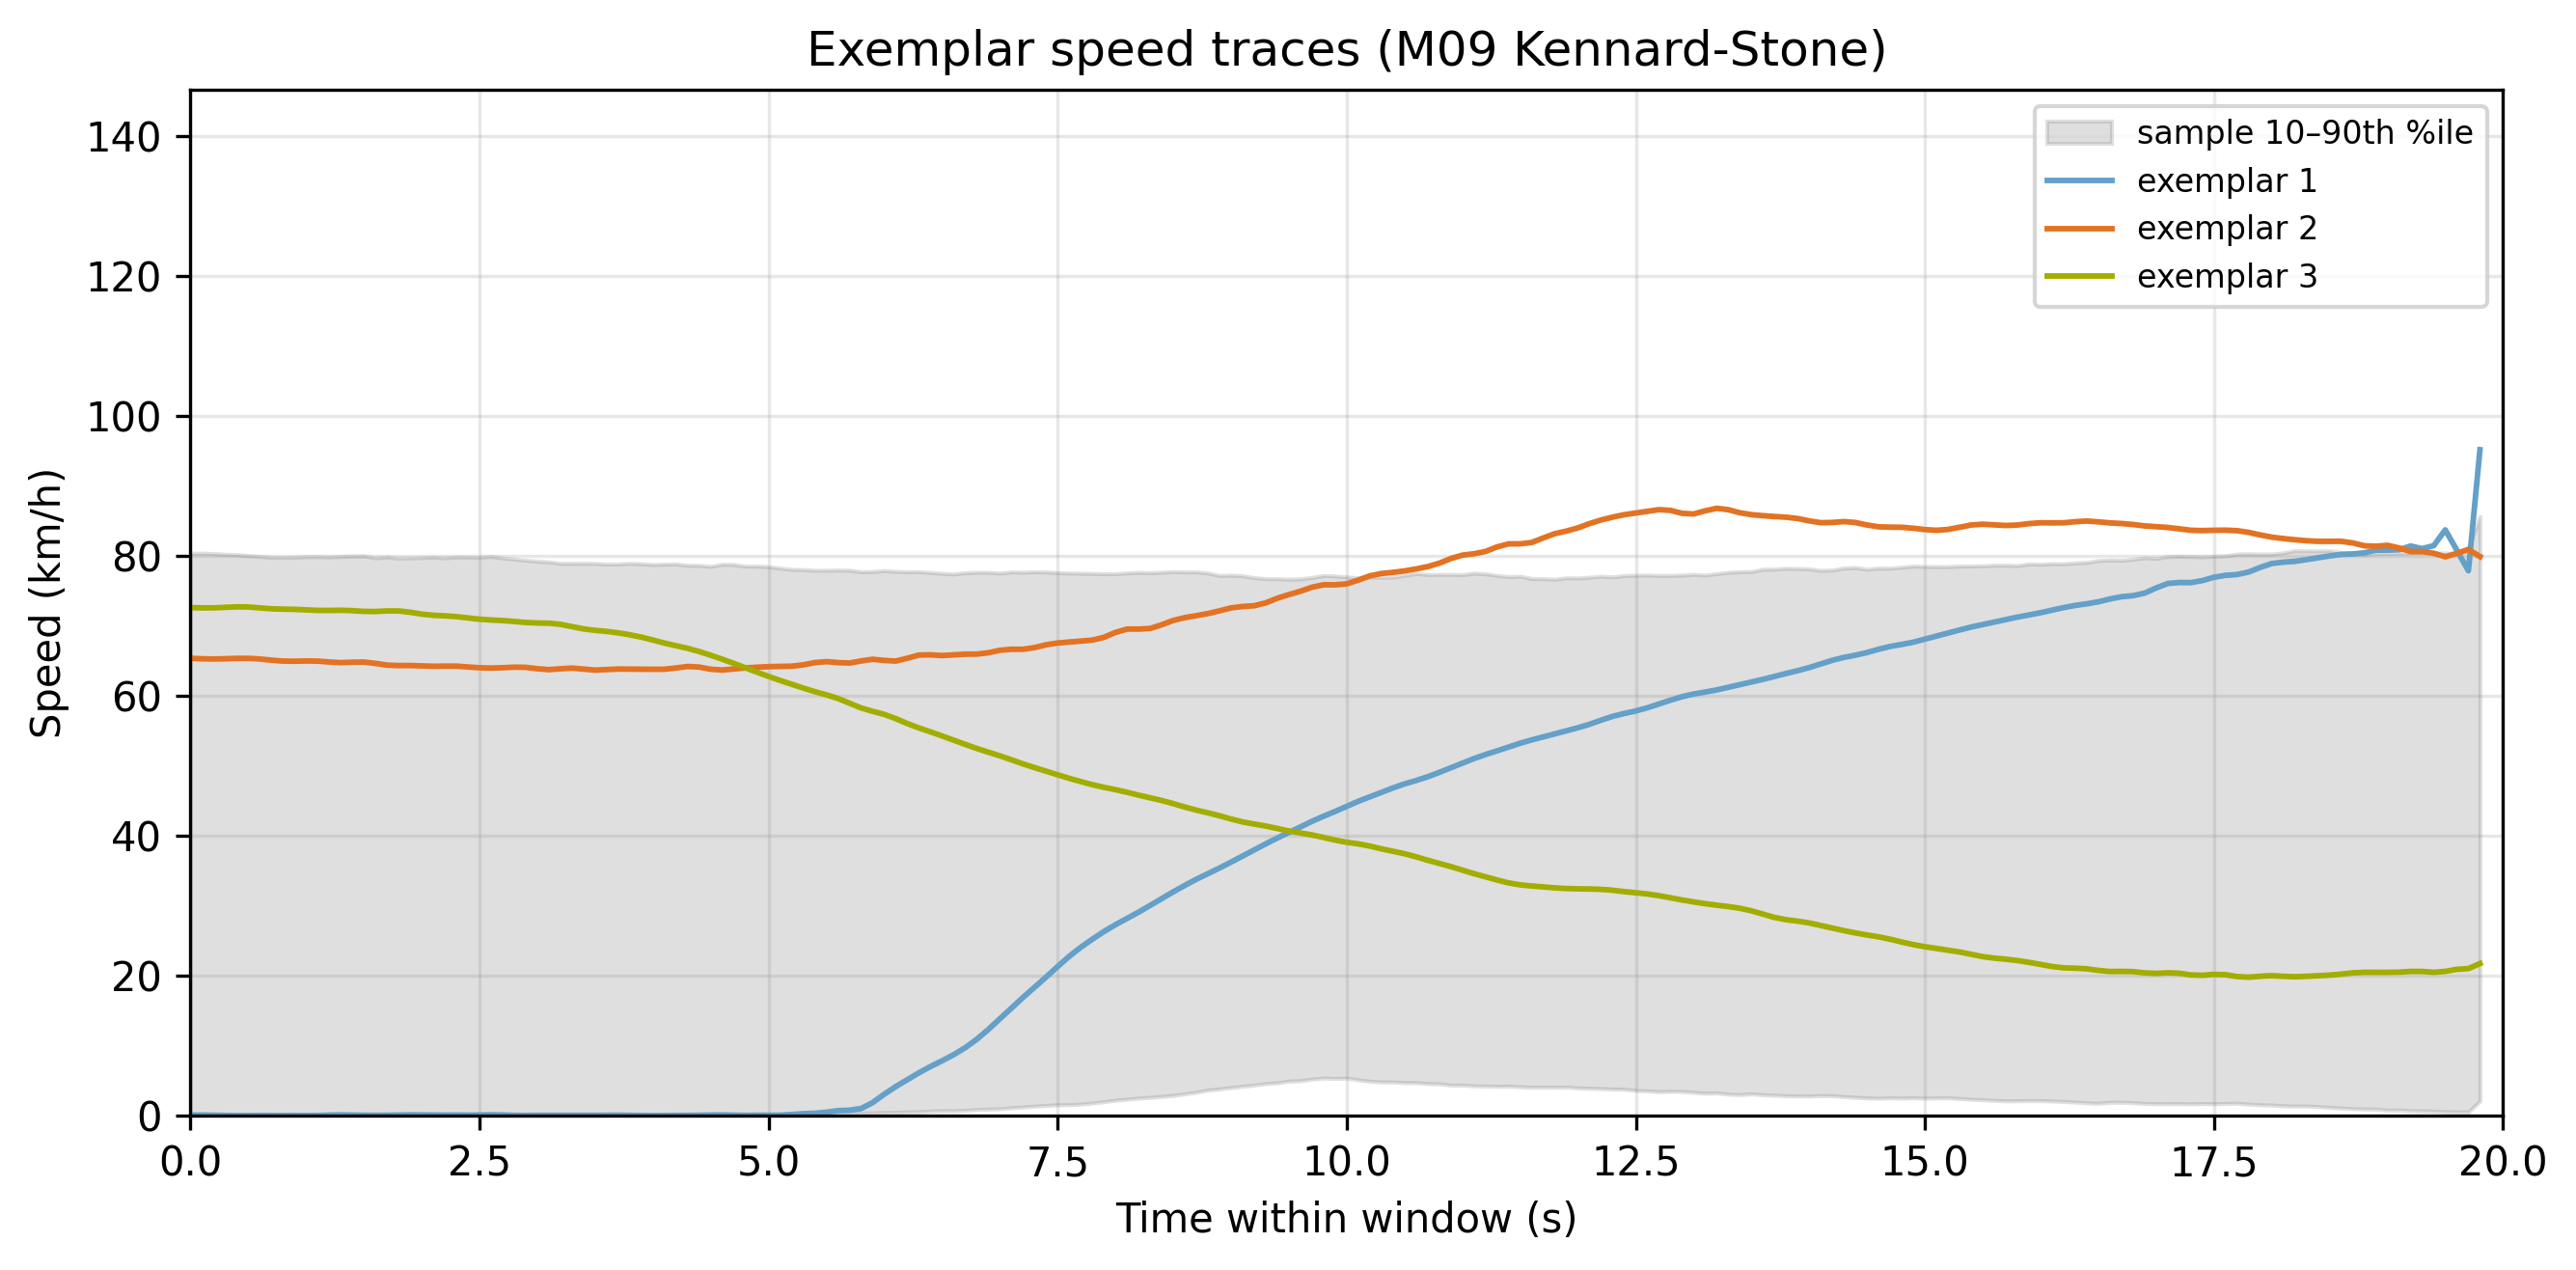 Exemplar speed traces (M09 Kennard-Stone)
140
120
100
80
60
40
20
0
Speed (km/h)
sample 10–90th %ile
exemplar 1
exemplar 2
exemplar 3
0.0 2.5 5.0 7.5 10.0 12.5 15.0 17.5 20.0
Time within window (s)